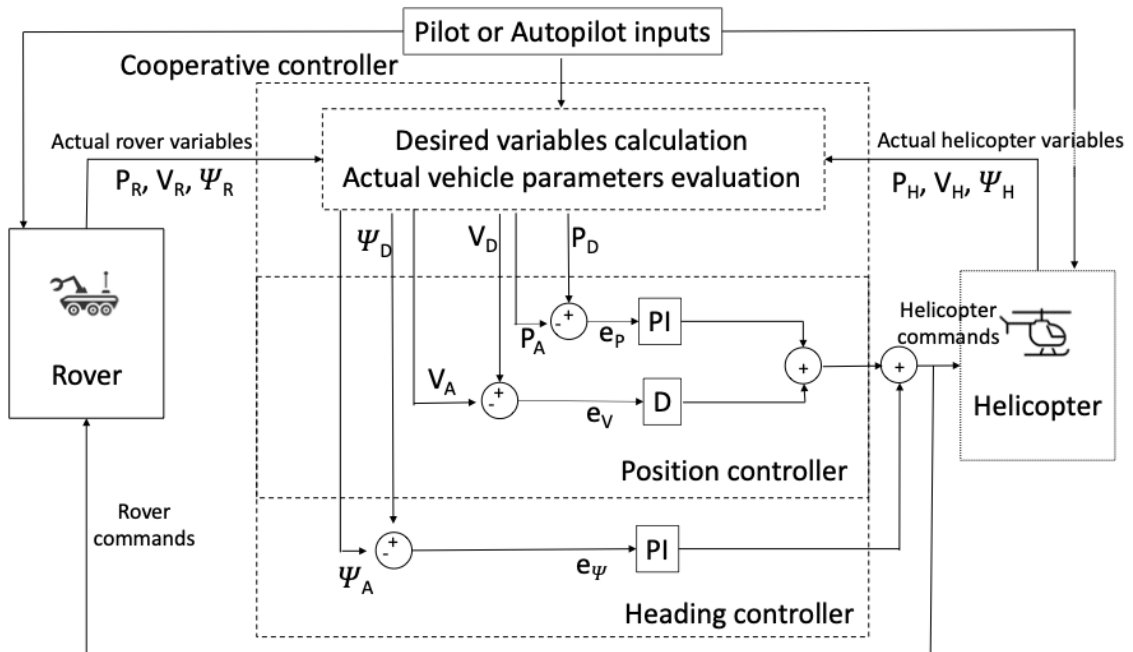 Pilot or Autopilot inputs
Cooperative controller
Desired variables calculation
Actual vehicle parameters evaluation
Actual rover variables
P_R, V_R, Ψ_R
Actual helicopter variables
P_H, V_H, Ψ_H
Ψ_D
V_D
P_D
Rover
- +
P_A
e_P
PI
+
+
Helicopter
commands
Helicopter
V_A
- +
e_V
D
Position controller
Rover
commands
- +
Ψ_A
e_Ψ
PI
Heading controller